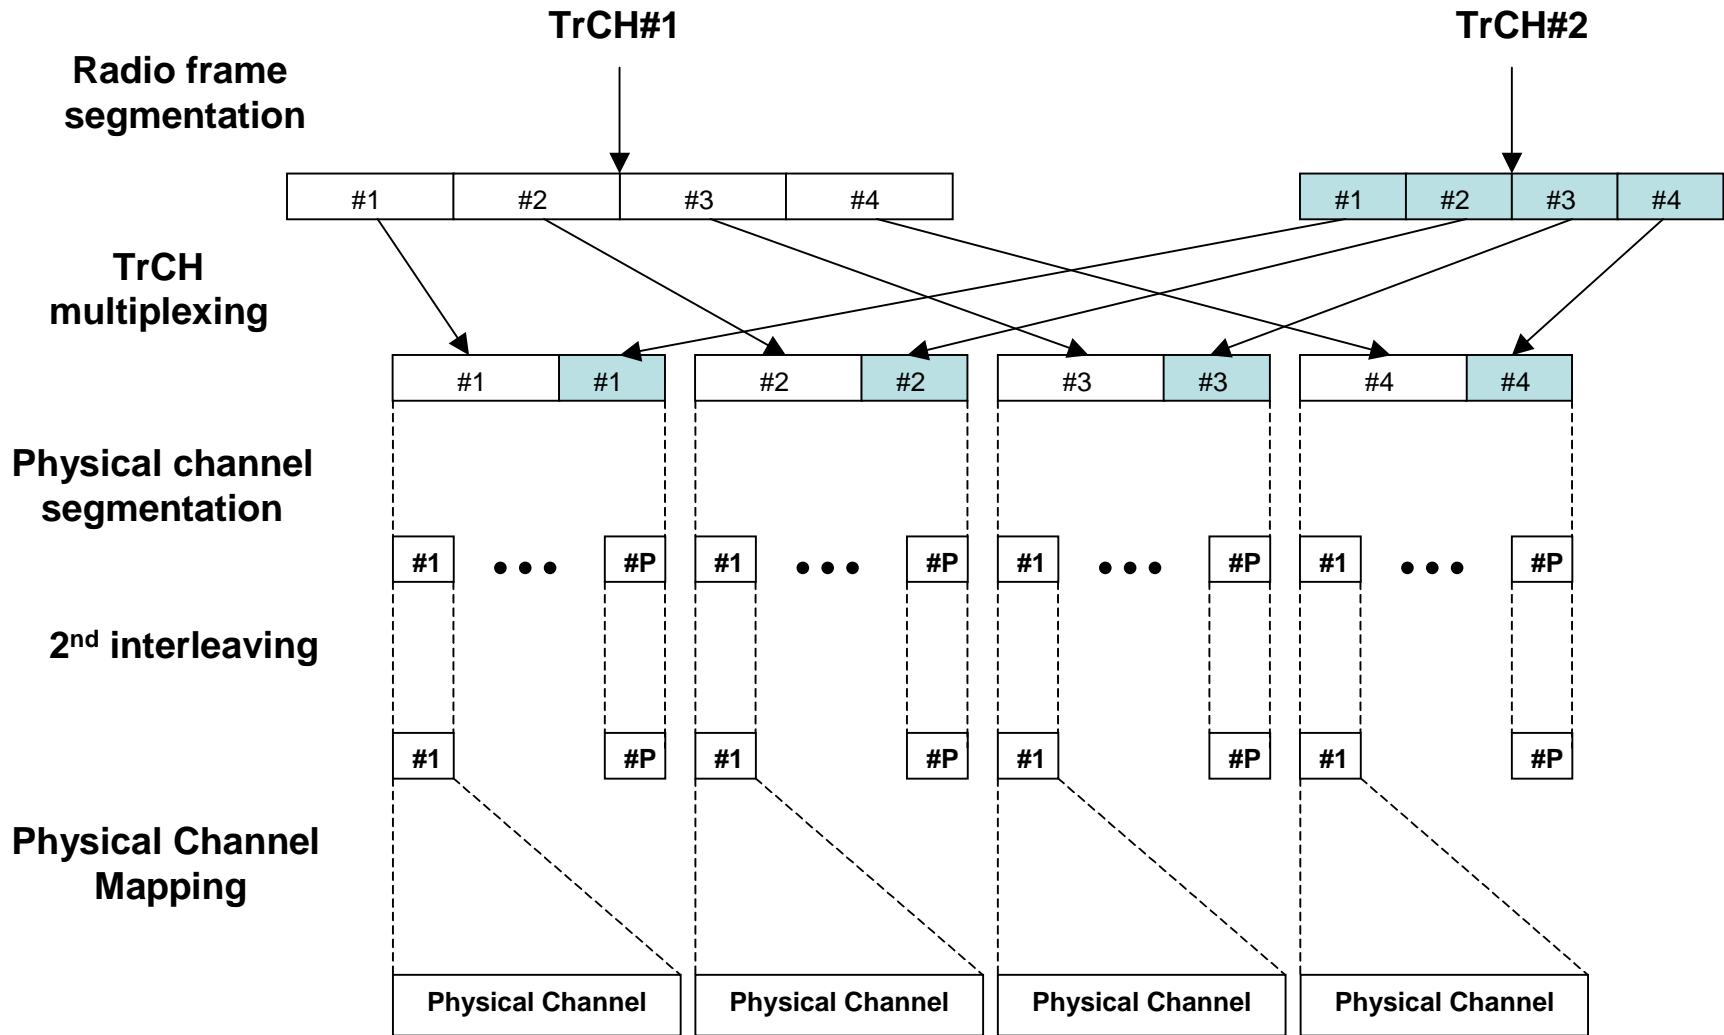 TrCH#1 TrCH#2
Radio frame
segmentation
#1 #2 #3 #4 #1 #2 #3 #4
TrCH
multiplexing
#1 #1 #2 #2 #3 #3 #4 #4
Physical channel
segmentation
#1 ••• #P #1 ••• #P #1 ••• #P #1 ••• #P
2nd interleaving
#1 #P #1 #P #1 #P #1 #P
Physical Channel
Mapping
Physical Channel Physical Channel Physical Channel Physical Channel